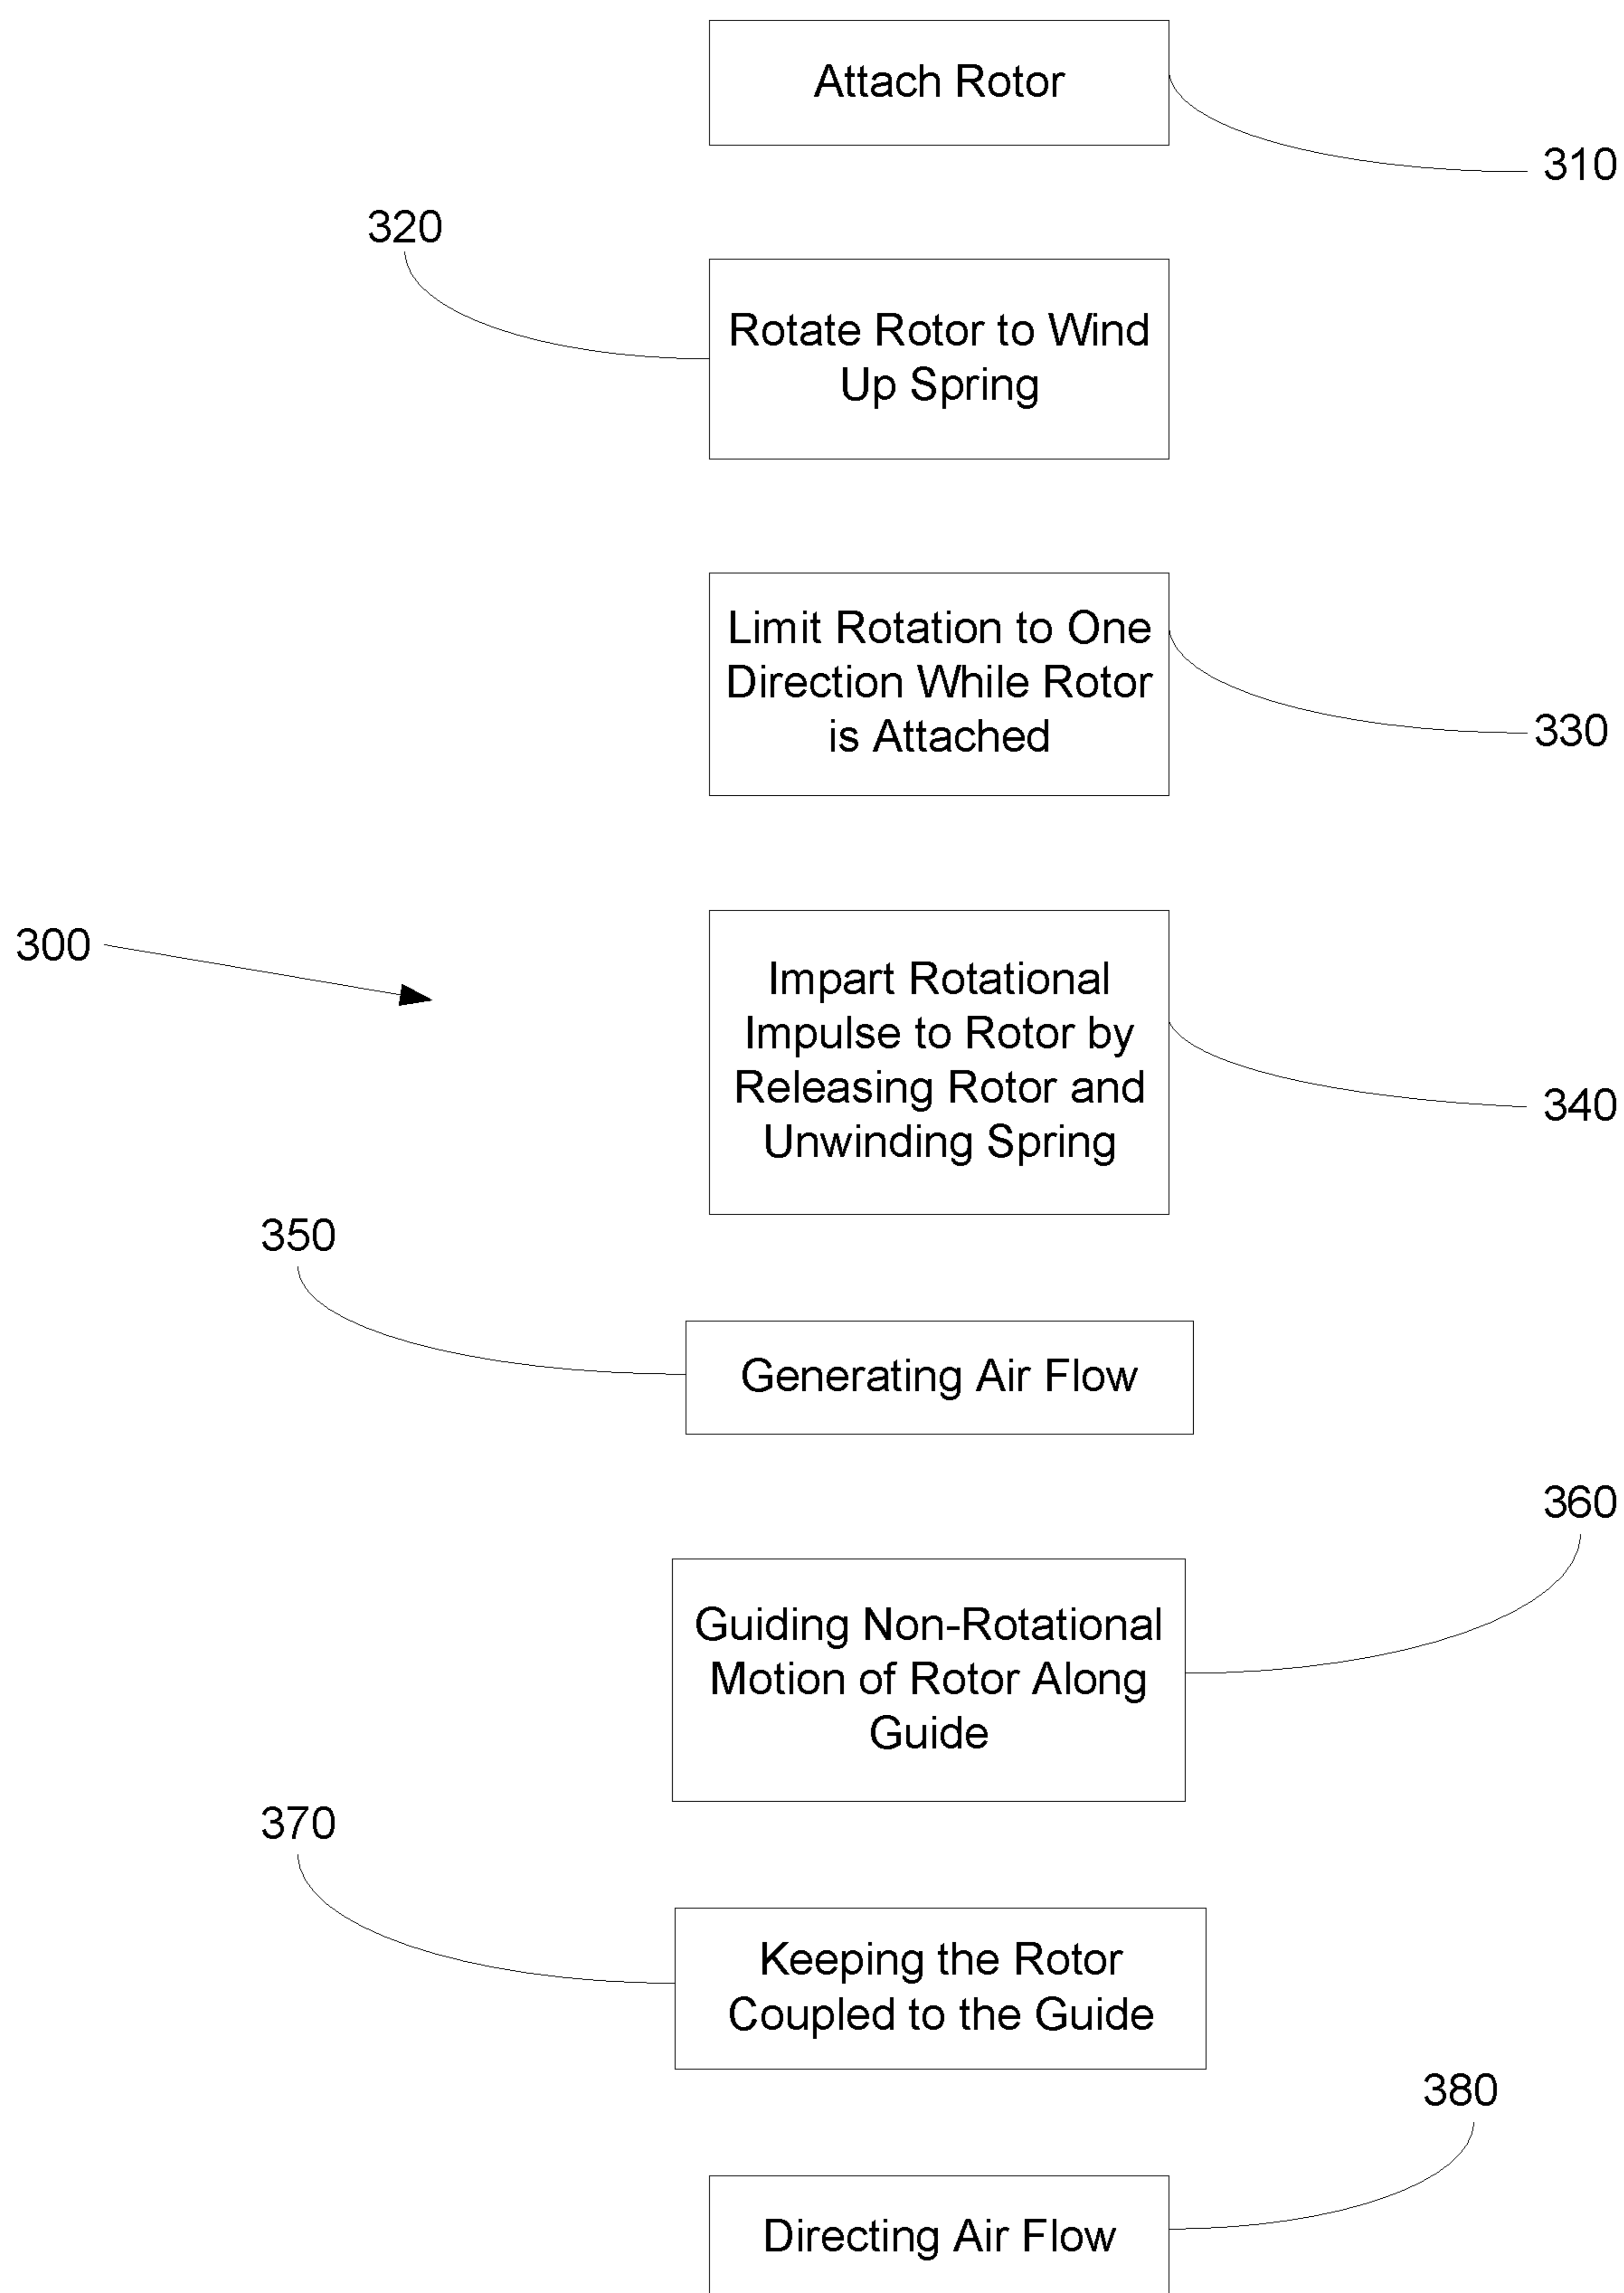 Attach Rotor
310
320
Rotate Rotor to Wind
Up Spring
Limit Rotation to One
Direction While Rotor
is Attached
330
300
Impart Rotational
Impulse to Rotor by
Releasing Rotor and
Unwinding Spring
340
350
Generating Air Flow
360
Guiding Non-Rotational
Motion of Rotor Along
Guide
370
Keeping the Rotor
Coupled to the Guide
380
Directing Air Flow